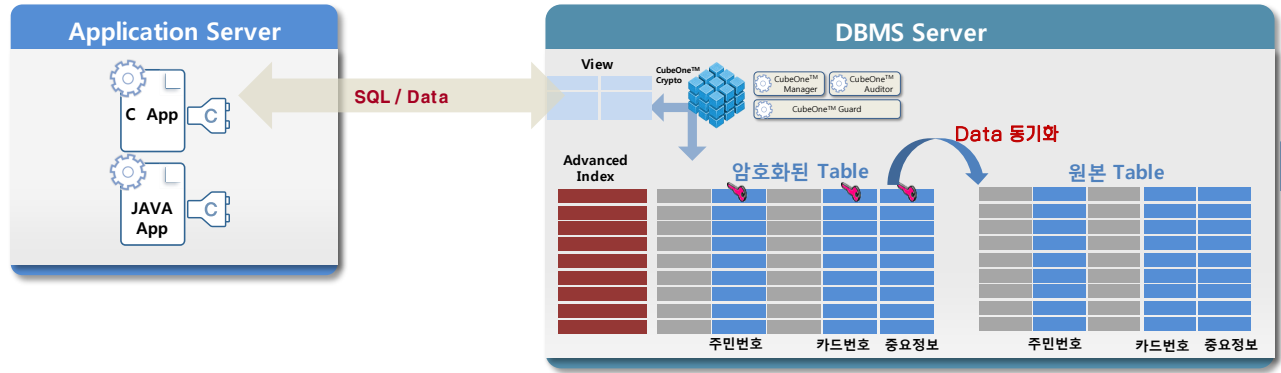 Application Server
C App
C
JAVA
App
C
SQL / Data
DBMS Server
View
CubeOne™
Crypto
CubeOne™
Manager
CubeOne™
Auditor
CubeOne™ Guard
Data 동기화
Advanced
Index
암호화된 Table
원본 Table
주민번호
카드번호
중요정보
주민번호
카드번호
중요정보